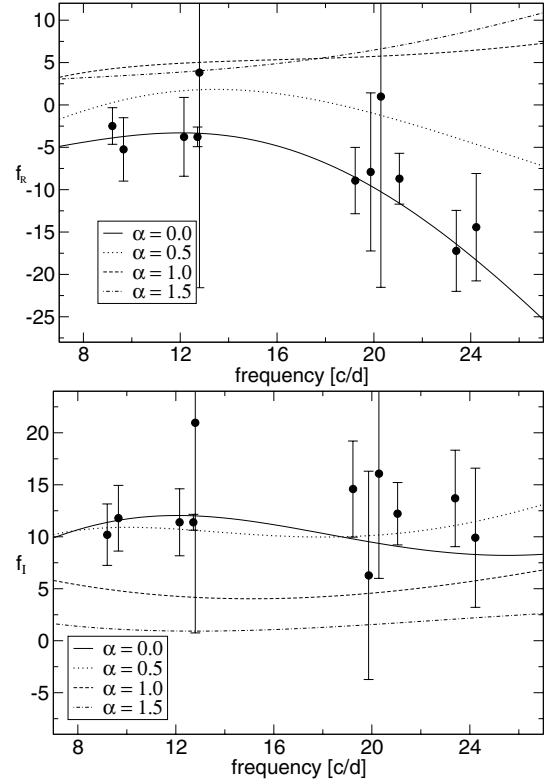 10
5
0
-5
-10
-15
-20
-25
f_R
α = 0.0
α = 0.5
α = 1.0
α = 1.5
8 12 16 20 24
frequency [c/d]
20
15
10
5
0
-5
f_I
α = 0.0
α = 0.5
α = 1.0
α = 1.5
8 12 16 20 24
frequency [c/d]